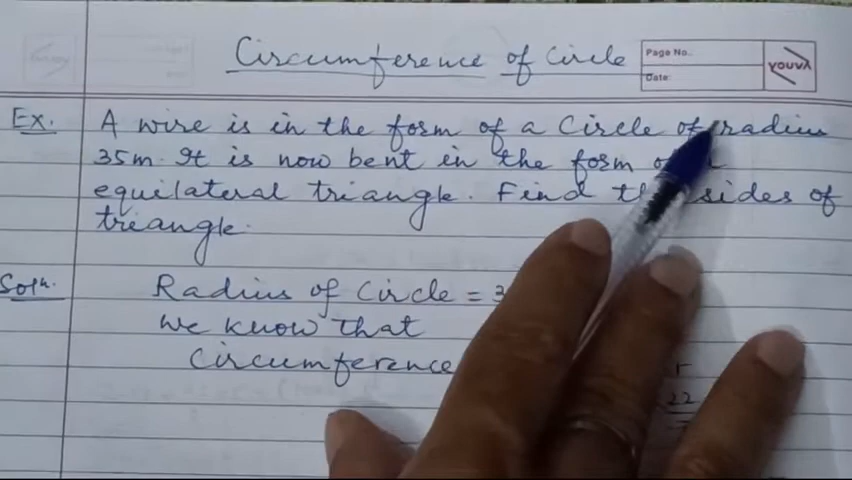 Circumference of Circle
Page No.
Date:
youva
Ex. A wire is in the form of a Circle of radius
35m. It is now bent in the form
equilateral triangle. Find sides of
triangle.
Soln. Radius of Circle = 3
We know that
Circumference
22